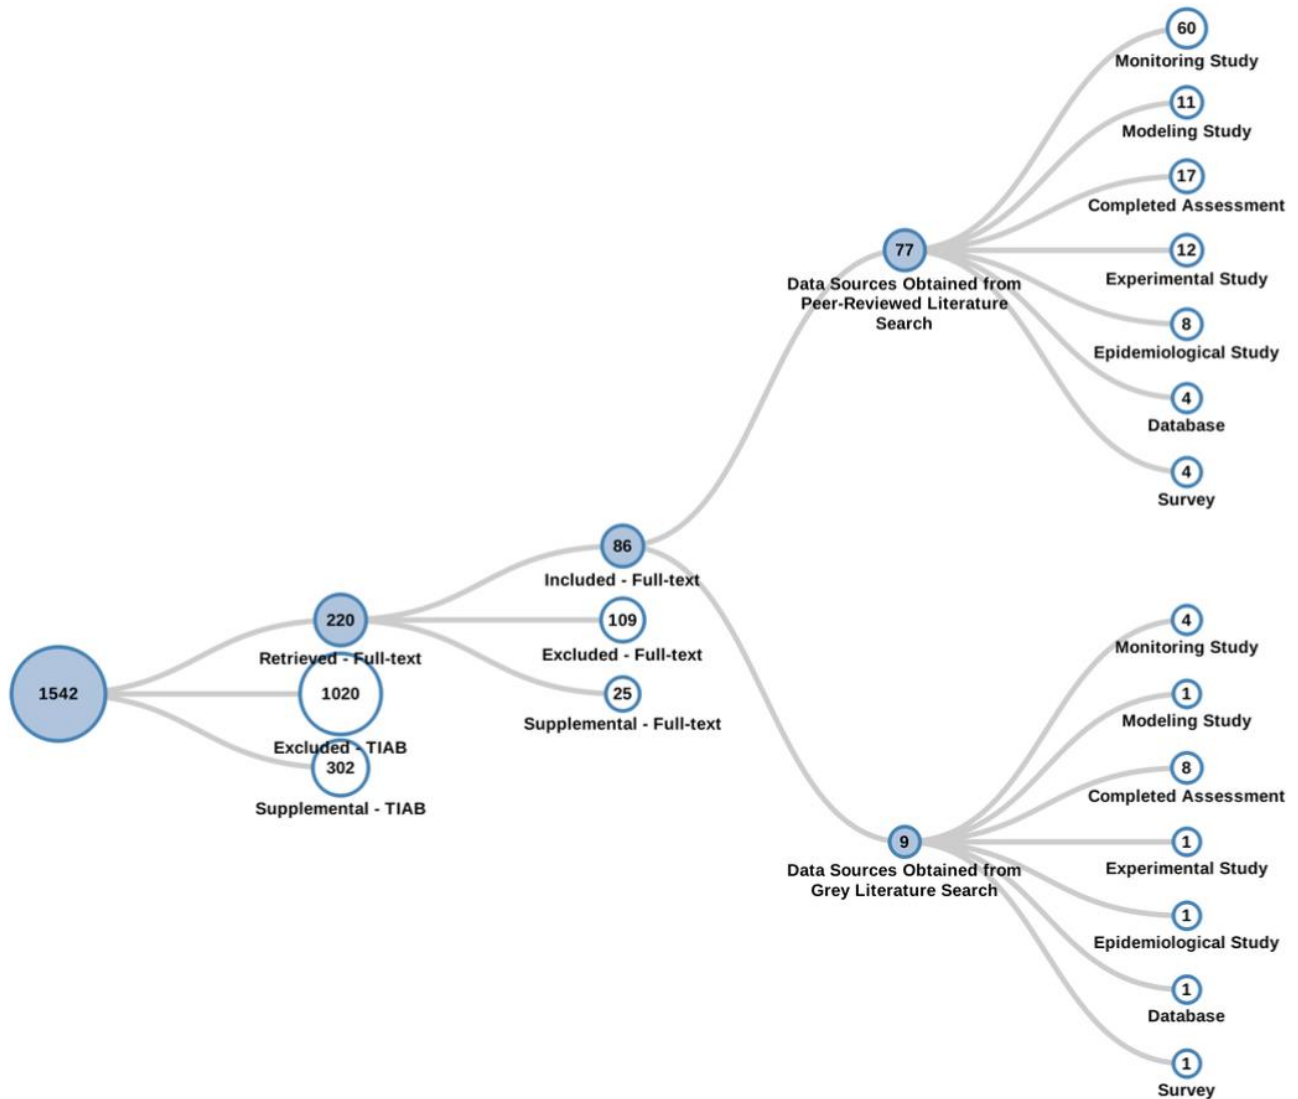 1542
220
Retrieved - Full-text
1020
Excluded - TIAB
302
Supplemental - TIAB
86
Included - Full-text
109
Excluded - Full-text
25
Supplemental - Full-text
77
Data Sources Obtained from
Peer-Reviewed Literature
Search
60
Monitoring Study
11
Modeling Study
17
Completed Assessment
12
Experimental Study
8
Epidemiological Study
4
Database
4
Survey
9
Data Sources Obtained from
Grey Literature Search
4
Monitoring Study
1
Modeling Study
8
Completed Assessment
1
Experimental Study
1
Epidemiological Study
1
Database
1
Survey